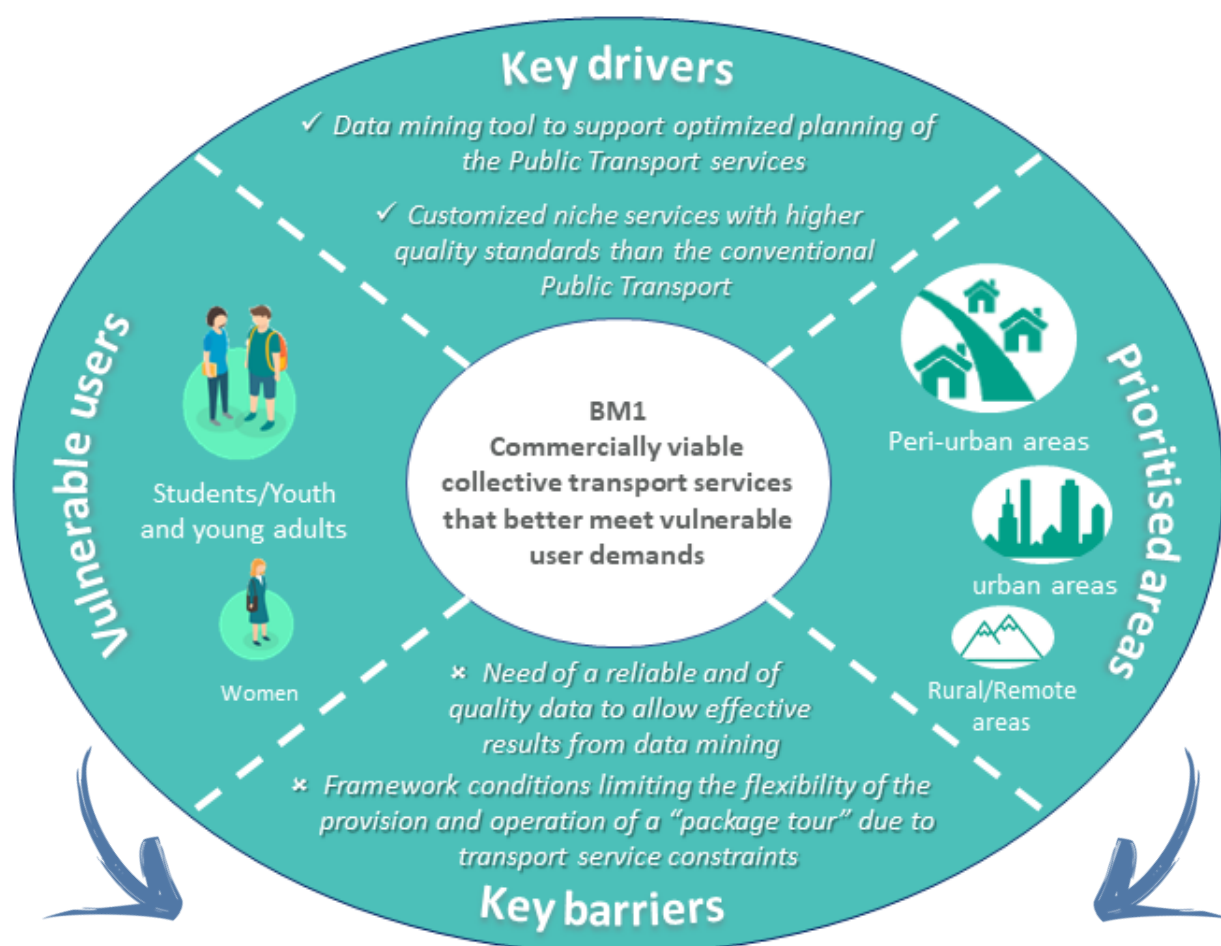 Key drivers
✓ Data mining tool to support optimized planning of
the Public Transport services
✓ Customized niche services with higher
quality standards than the conventional
Public Transport
Vulnerable users
Students/Youth
and young adults
Women
BM1
Commercially viable
collective transport services
that better meet vulnerable
user demands
Prioritised areas
Peri-urban areas
urban areas
Rural/Remote
areas
× Need of a reliable and of
quality data to allow effective
results from data mining
× Framework conditions limiting the flexibility of the
provision and operation of a “package tour” due to
transport service constraints
Key barriers